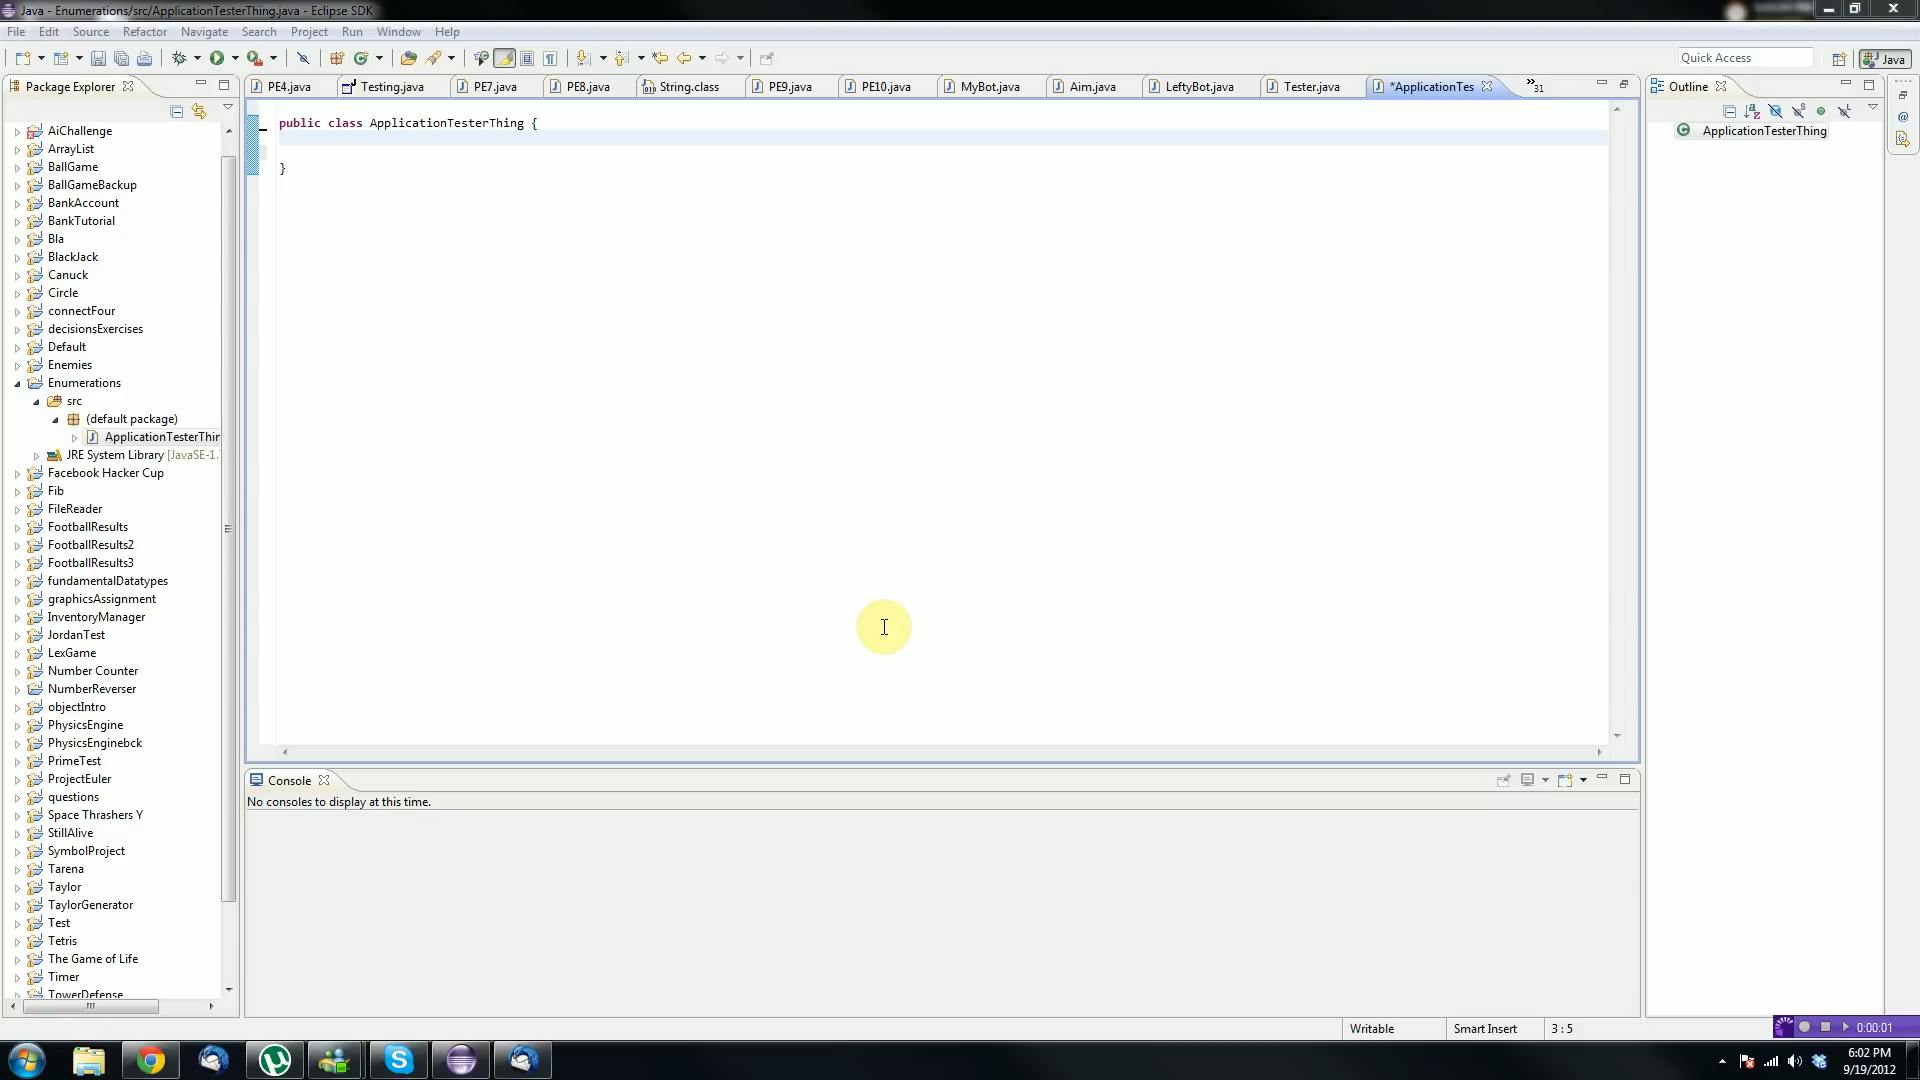 Java - Enumerations/src/ApplicationTesterThing.java - Eclipse SDK
File Edit Source Refactor Navigate Search Project Run Window Help
Quick Access
Java
Package Explorer
PE4.java Testing.java PE7.java PE8.java String.class PE9.java PE10.java MyBot.java Aim.java LeftyBot.java Tester.java *ApplicationTes »31
Outline
ApplicationTesterThing
AiChallenge
ArrayList
BallGame
BallGameBackup
BankAccount
BankTutorial
Bla
BlackJack
Canuck
Circle
connectFour
decisionsExercises
Default
Enemies
Enumerations
src
(default package)
ApplicationTesterThin
JRE System Library [JavaSE-1.
Facebook Hacker Cup
Fib
FileReader
FootballResults
FootballResults2
FootballResults3
fundamentalDatatypes
graphicsAssignment
InventoryManager
JordanTest
LexGame
Number Counter
NumberReverser
objectIntro
PhysicsEngine
PhysicsEnginebck
PrimeTest
ProjectEuler
questions
Space Thrashers Y
StillAlive
SymbolProject
Tarena
Taylor
TaylorGenerator
Test
Tetris
The Game of Life
Timer
TowerDefense
public class ApplicationTesterThing {
}
Console
No consoles to display at this time.
Writable Smart Insert 3 : 5
0:00:01
6:02 PM
9/19/2012